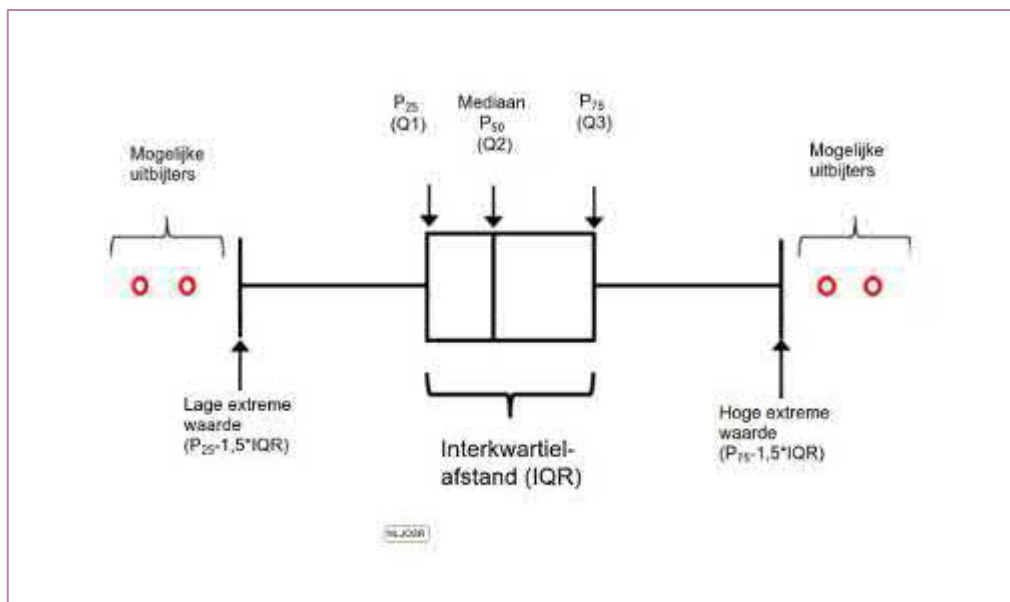 P25
(Q1)
Mediaan
P50
(Q2)
P75
(Q3)
Mogelijke
uitbijters
Mogelijke
uitbijters
Lage extreme
waarde
(P25-1,5*IQR)
Interkwartiel-
afstand (IQR)
Hoge extreme
waarde
(P75-1,5*IQR)